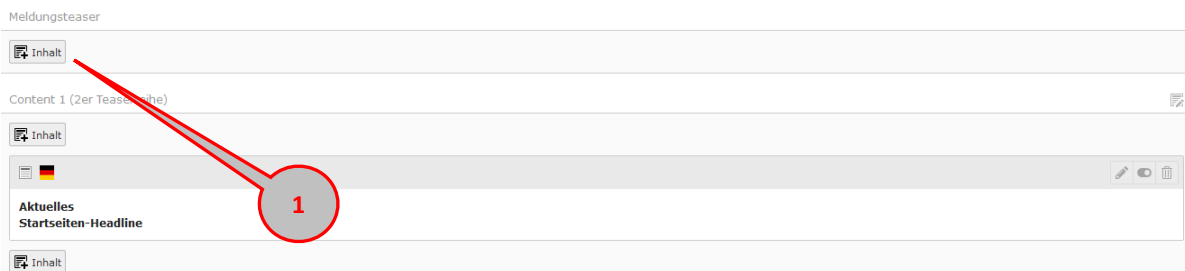 Meldungsteaser
Inhalt
Content 1 (2er Teaserreihe)
Inhalt
Aktuelles
Startseiten-Headline
1
Inhalt